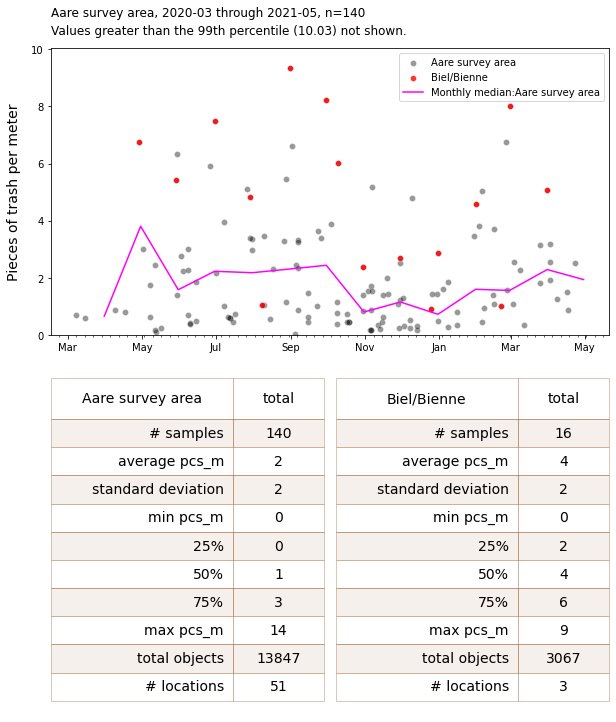 Aare survey area, 2020-03 through 2021-05, n=140
Values greater than the 99th percentile (10.03) not shown.
Pieces of trash per meter
10
8
6
4
2
0
Aare survey area
Biel/Bienne
Monthly median:Aare survey area
Mar May Jul Sep Nov Jan Mar May
Aare survey area total
# samples 140
average pcs_m 2
standard deviation 2
min pcs_m 0
25% 0
50% 1
75% 3
max pcs_m 14
total objects 13847
# locations 51
Biel/Bienne total
# samples 16
average pcs_m 4
standard deviation 2
min pcs_m 0
25% 2
50% 4
75% 6
max pcs_m 9
total objects 3067
# locations 3